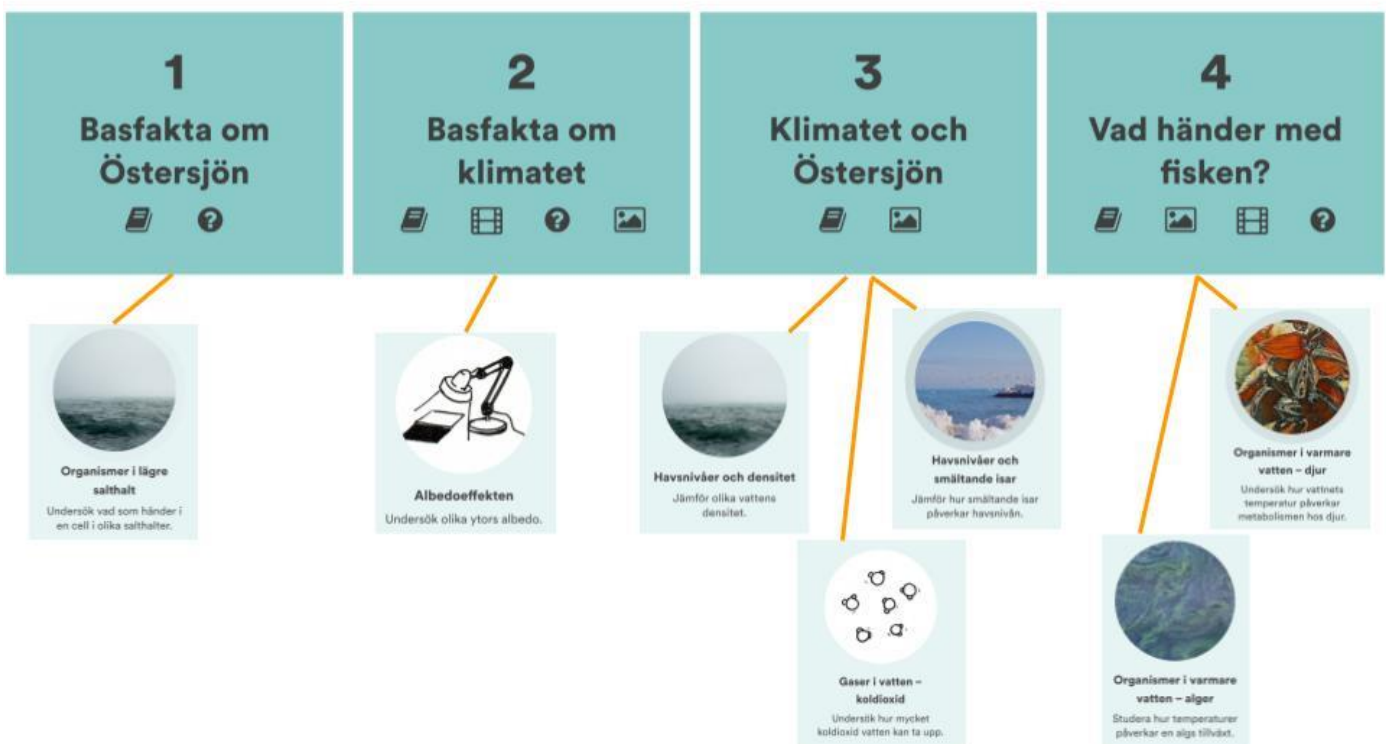 1
Basfakta om
Östersjön
2
Basfakta om
klimatet
3
Klimatet och
Östersjön
4
Vad händer med
fisken?
Organismer i lägre
salthalt
Undersök vad som händer i
en cell i olika salthalter.
Albedoeffekten
Undersök olika ytors albedo.
Havsnivåer och densitet
Jämför olika vattens
densitet.
Havsnivåer och
smältande isar
Jämför hur smältande isar
påverkar havsnivån.
Gaser i vatten –
koldioxid
Undersök hur mycket
koldioxid vatten kan ta upp.
Organismer i varmare
vatten – djur
Undersök hur vattnets
temperatur påverkar
metabolismen hos djur.
Organismer i varmare
vatten – alger
Studera hur temperaturer
påverkar en algs tillväxt.